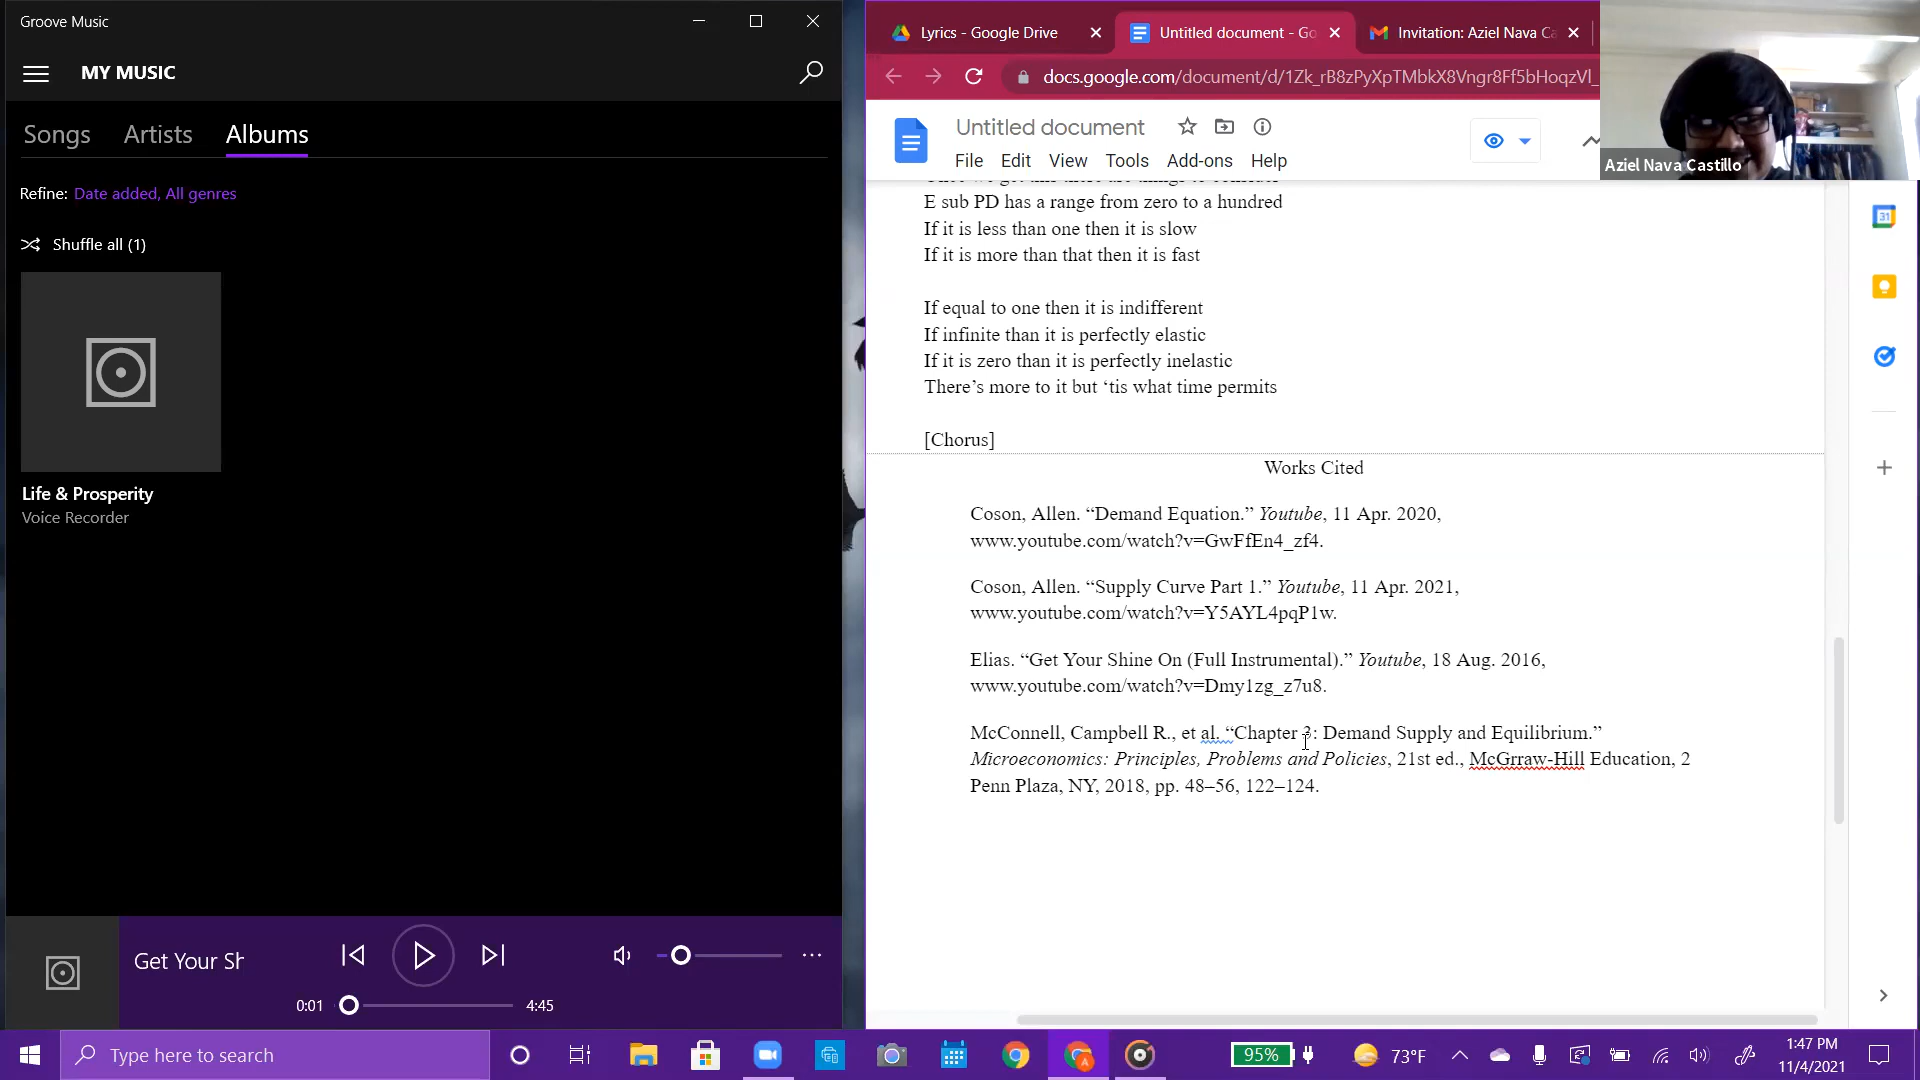 Groove Music
MY MUSIC
Songs Artists Albums
Refine: Date added, All genres
Shuffle all (1)
Life & Prosperity
Voice Recorder
Get Your Sh
0:01
4:45
Lyrics - Google Drive
Untitled document - Go
Invitation: Aziel Nava Ca
docs.google.com/document/d/1Zk_rB8zPyXpTMbkX8Vngr8Ff5bHoqzVl_
Untitled document
File Edit View Tools Add-ons Help
Aziel Nava Castillo
E sub PD has a range from zero to a hundred
If it is less than one then it is slow
If it is more than that then it is fast
If equal to one then it is indifferent
If infinite than it is perfectly elastic
If it is zero than it is perfectly inelastic
There’s more to it but ‘tis what time permits
[Chorus]
Works Cited
Coson, Allen. “Demand Equation.” Youtube, 11 Apr. 2020,
www.youtube.com/watch?v=GwFfEn4_zf4.
Coson, Allen. “Supply Curve Part 1.” Youtube, 11 Apr. 2021,
www.youtube.com/watch?v=Y5AYL4pqP1w.
Elias. “Get Your Shine On (Full Instrumental).” Youtube, 18 Aug. 2016,
www.youtube.com/watch?v=Dmy1zg_z7u8.
McConnell, Campbell R., et al. “Chapter 3: Demand Supply and Equilibrium.”
Microeconomics: Principles, Problems and Policies, 21st ed., McGrraw-Hill Education, 2
Penn Plaza, NY, 2018, pp. 48–56, 122–124.
31
Type here to search
A
95%
73°F
1:47 PM
11/4/2021